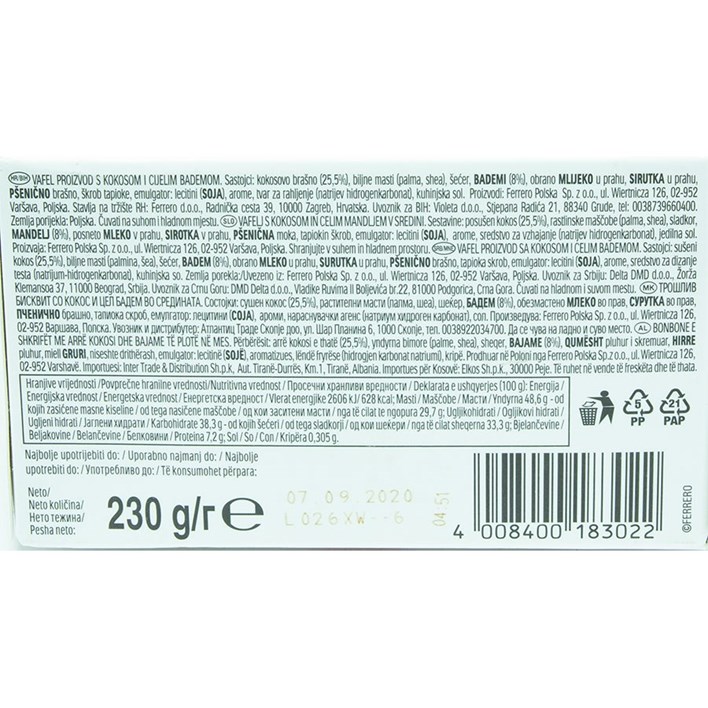 HR/BIH VAFEL PROIZVOD S KOKOSOM I CIJELIM BADEMOM. Sastojci: kokosovo brašno (25,5%), biljne masti (palma, shea), šećer, BADEMI (8%), obrano MLIJEKO u prahu, SIRUTKA u prahu,
PŠENIČNO brašno, škrob tapioke, emulgator: lecitini (SOJA), arome, tvar za rahljenje (natrijev hidrogenkarbonat), kuhinjska sol. Proizvodi: Ferrero Polska Sp. z o.o., ul. Wiertnicza 126, 02-952
Varšava, Poljska. Stavlja na tržište RH: Ferrero d.o.o., Radnička cesta 39, 10000 Zagreb, Hrvatska. Uvoznik za BIH: Violeta d.o.o., Stjepana Radića 21, 88340 Grude, tel: 0038739660400.
Zemlja porijekla: Poljska. Čuvati na suhom i hladnom mjestu. SLO VAFELJ S KOKOSOM IN CELIM MANDLJEM V SREDINI. Sestavine: posušen kokos (25,5%), rastlinske maščobe (palma, shea), sladkor,
MANDELJ (8%), posneto MLEKO v prahu, SIROTKA v prahu, PŠENIČNA moka, tapiokin škrob, emulgator: lecitini (SOJA), arome, sredstvo za vzhajanje (natrijev hidrogenkarbonat), jedilna sol.
Proizvaja: Ferrero Polska Sp. z o.o., ul. Wiertnicza 126, 02-952 Varšava, Poljska. Shranjujte v suhem in hladnem prostoru. SRB/MNE VAFEL PROIZVOD SA KOKOSOM I CELIM BADEMOM. Sastojci: sušeni
kokos (25,5%), biljne masti (palmina, šea), šećer, BADEM (8%), obrano MLEKO u prahu, SURUTKA u prahu, PŠENIČNO brašno, tapioka skrob, emulgator: lecitini (SOJA), arome, sredstvo za dizanje
testa (natrijum-hidrogenkarbonat), kuhinjska so. Zemlja porekla:/Uvezeno iz: Ferrero Polska Sp. z o.o., ul. Wiertnicza 126, 02-952 Varšava, Poljska. Uvoznik za Srbiju: Delta DMD d.o.o., Žorža
Klemansoa 37, 11000 Beograd, Srbija. Uvoznik za Crnu Goru: DMD Delta d.o.o., Vladike Ruvima II Boljevića br.22, 81000 Podgorica, Crna Gora. Čuvati na hladnom i suvom mestu. MK ТРОШЛИВ
БИСКВИТ СО КОКОС И ЦЕЛ БАДЕМ ВО СРЕДИНАТА. Состојки: сушен кокос (25,5%), растителни масти (палма, шеа), шеќер, БАДЕМ (8%), обезмастено МЛЕКО во прав, СУРУТКА во прав,
ПЧЕНИЧНО брашно, тапиока скроб, емулгатор: лецитини (СОЈА), ароми, нараснувачки агенс (натриум хидроген карбонат), сол. Произведува: Ferrero Polska Sp. z o.o., ul. Wiertnicza 126,
02-952 Варшава, Полска. Увозник и дистрибутер: Атлантиц Траде Скопје доо, ул. Шар Планина 6, 1000 Скопје, тел. 0038922034700. Да се чува на ладно и суво место. AL BONBONE E
SHKRIFËT ME ARRË KOKOSI DHE BAJAME TË PLOTË NË MES. Përbërësit: arrë kokosi e thatë (25,5%), yndyrna bimore (palme, shea), sheqer, BAJAME (8%), QUMËSHT pluhur i skremuar, HIRRE
pluhur, miell GRURI, niseshte drithërash, emulgator: lecitinë (SOJË), aromatizues, lëndë fryrëse (hidrogjen karbonat natriumi), kripë. Prodhuar në Poloni nga Ferrero Polska Sp. z o.o., ul. Wiertnicza 126,
02-952 Varshavë. Importues: Inter Trade & Distribution Sh.p.k., Aut. Tiranë-Durrës, Km.1, Tiranë, Albania. Importues për Kosovë: Elkos Sh.p.k., 30000 Peje. Të ruhet në vende të freskëta dhe të thata.
Hranjive vrijednosti / Povprečne hranilne vrednosti/Nutritivna vrednost / Просечни хранливи вредности / Deklarata e ushqyerjes (100 g): Energija /
Energijska vrednost / Energetska vrednost / Енергетска вредност / Vlerat energjike 2606 kJ/ 628 kcal; Masti / Maščobe / Масти / Yndyrna 48,6 g - od
kojih zasićene masne kiseline / od tega nasičene maščobe / од кои заситени масти / nga të cilat te ngopura 29,7 g; Ugljikohidrati / Ogljikovi hidrati /
Ugljeni hidrati / Јаглени хидрати / Karbohidrate 38,3 g - od kojih šećeri / od tega sladkorji / од кои шеќери / nga të cilat sheqerna 33,3 g; Bjelančevine /
Beljakovine / Belančevine / Белковини / Proteina 7,2 g; Sol / So / Сол / Kripëra 0,305 g.
Najbolje upotrijebiti do: / Uporabno najmanj do: / Najbolje
upotrebiti do: / Употребливо до: / Të konsumohet përpara:
5
PP
21
PAP
Neto/
Neto količina/
Нето тежина/
Pesha neto:
230 g/г e
07.09.2020
L026XW--6
04:51
4 008400 183022
©FERRERO